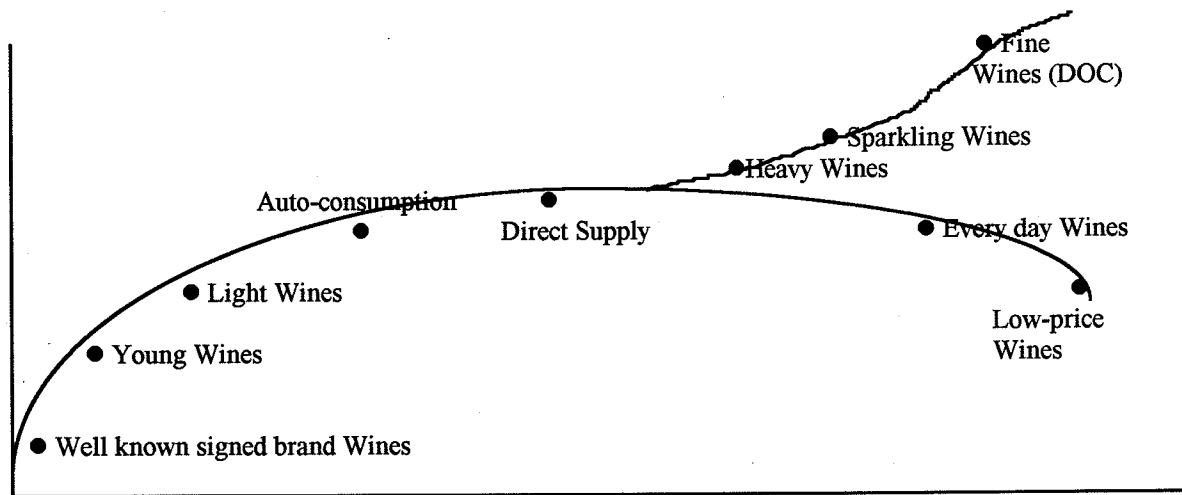 Fine
Wines (DOC)
Sparkling Wines
Heavy Wines
Auto-consumption
Direct Supply
Every day Wines
Light Wines
Low-price
Wines
Young Wines
Well known signed brand Wines